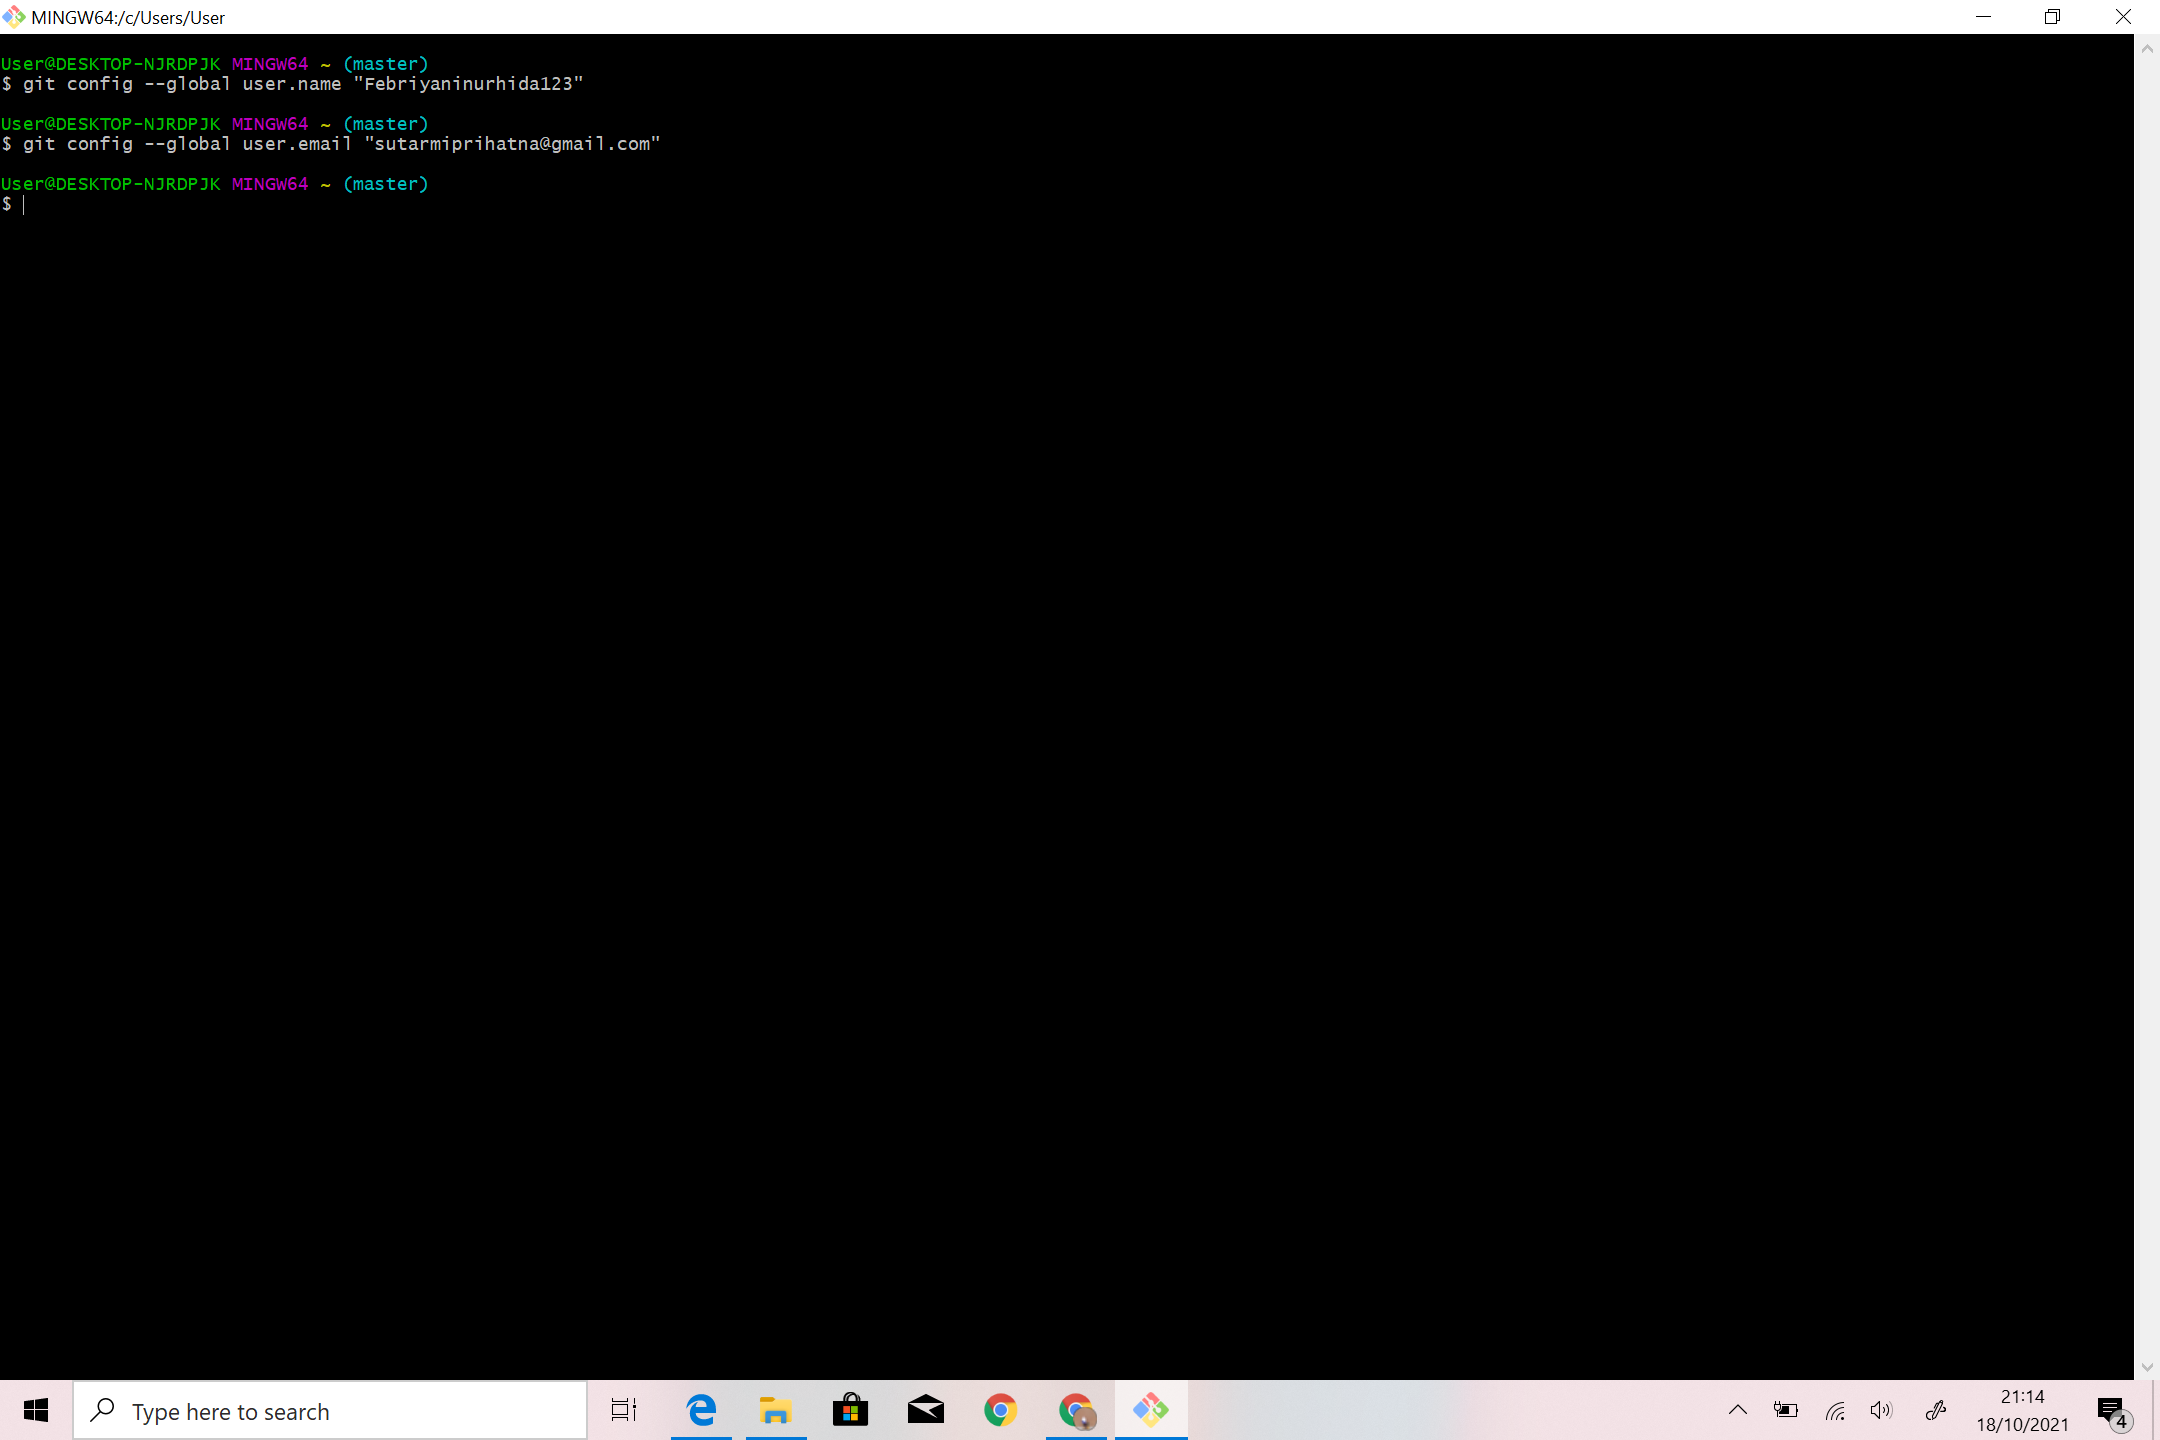 MINGW64:/c/Users/User
User@DESKTOP-NJRDPJK MINGW64 ~ (master)
$ git config --global user.name "Febriyaninurhida123"
User@DESKTOP-NJRDPJK MINGW64 ~ (master)
$ git config --global user.email "sutarmiprihatna@gmail.com"
User@DESKTOP-NJRDPJK MINGW64 ~ (master)
$
Type here to search
21:14
18/10/2021
4